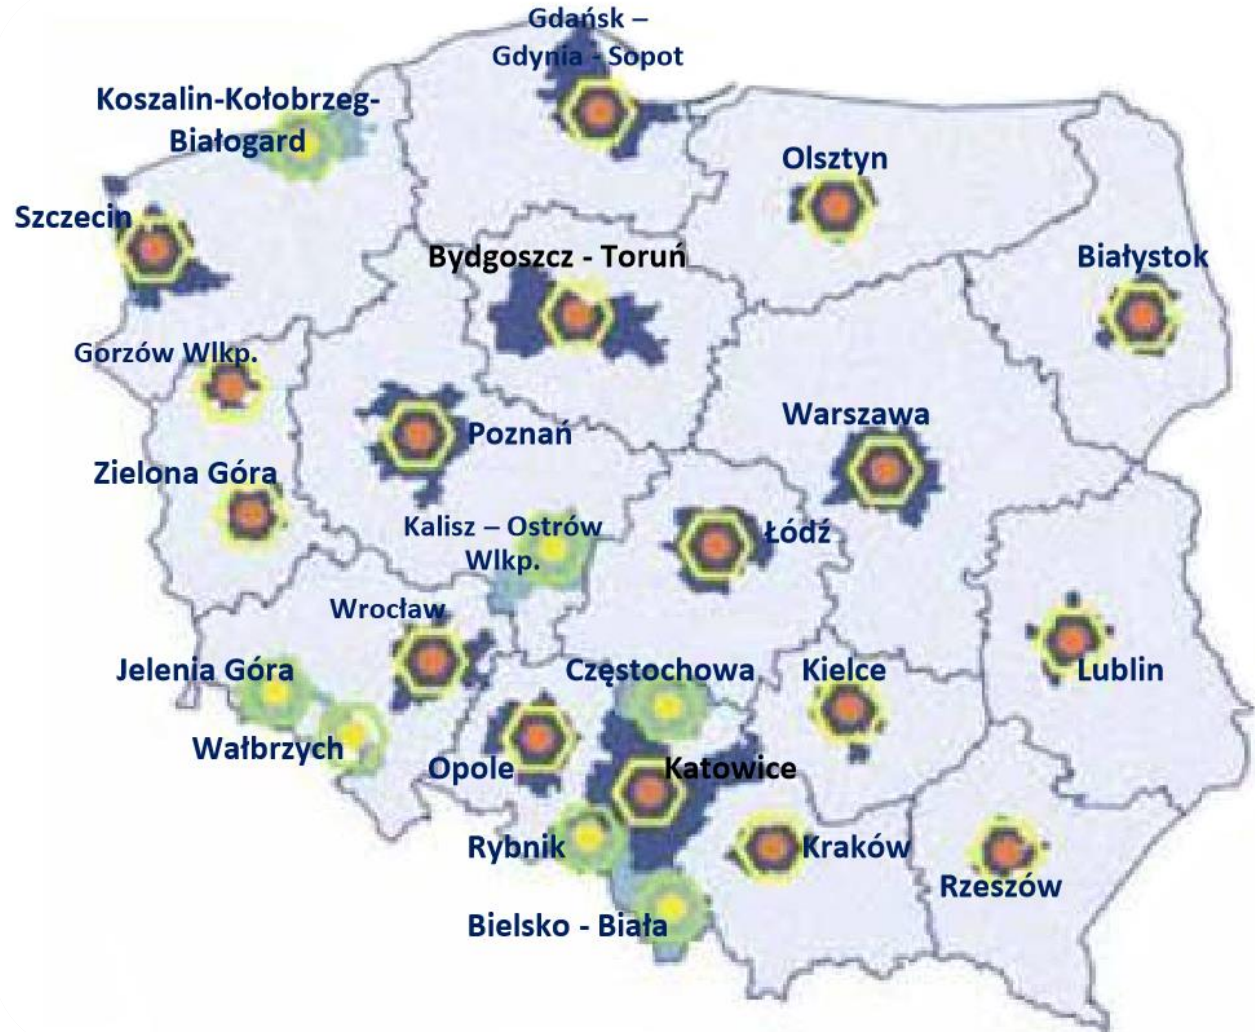 Gdańsk –
Gdynia - Sopot
Koszalin-Kołobrzeg-
Białogard
Olsztyn
Szczecin
Bydgoszcz - Toruń
Białystok
Gorzów Wlkp.
Warszawa
Poznań
Zielona Góra
Kalisz – Ostrów
Wlkp.
Łódź
Wrocław
Jelenia Góra
Częstochowa
Kielce
Lublin
Wałbrzych
Opole
Katowice
Rybnik
Kraków
Rzeszów
Bielsko - Biała